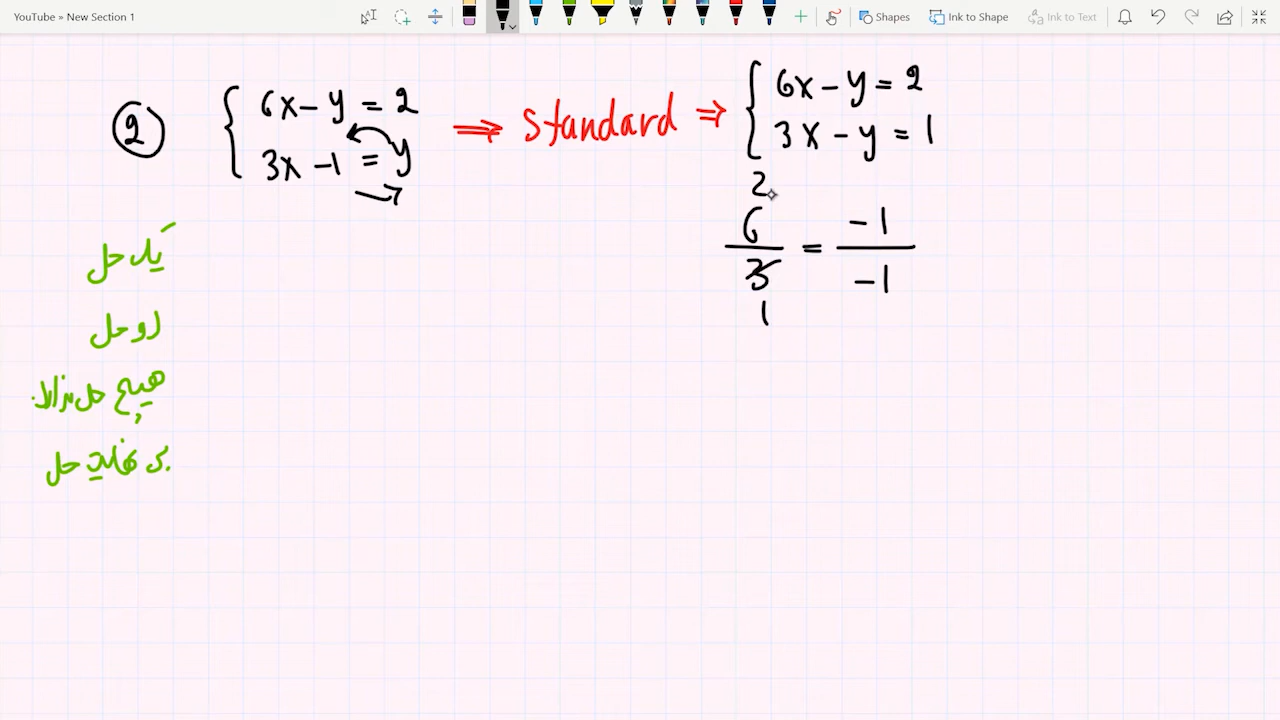 YouTube » New Section 1
Shapes
Ink to Shape
Ink to Text
2
6x - y = 2
3x - 1 = y
⇒ standard ⇒
6x - y = 2
3x - y = 1
2
6 / 3 = -1 / -1
1
یک حل
دو حل
هیچ حل ندارد
بی نهایت حل